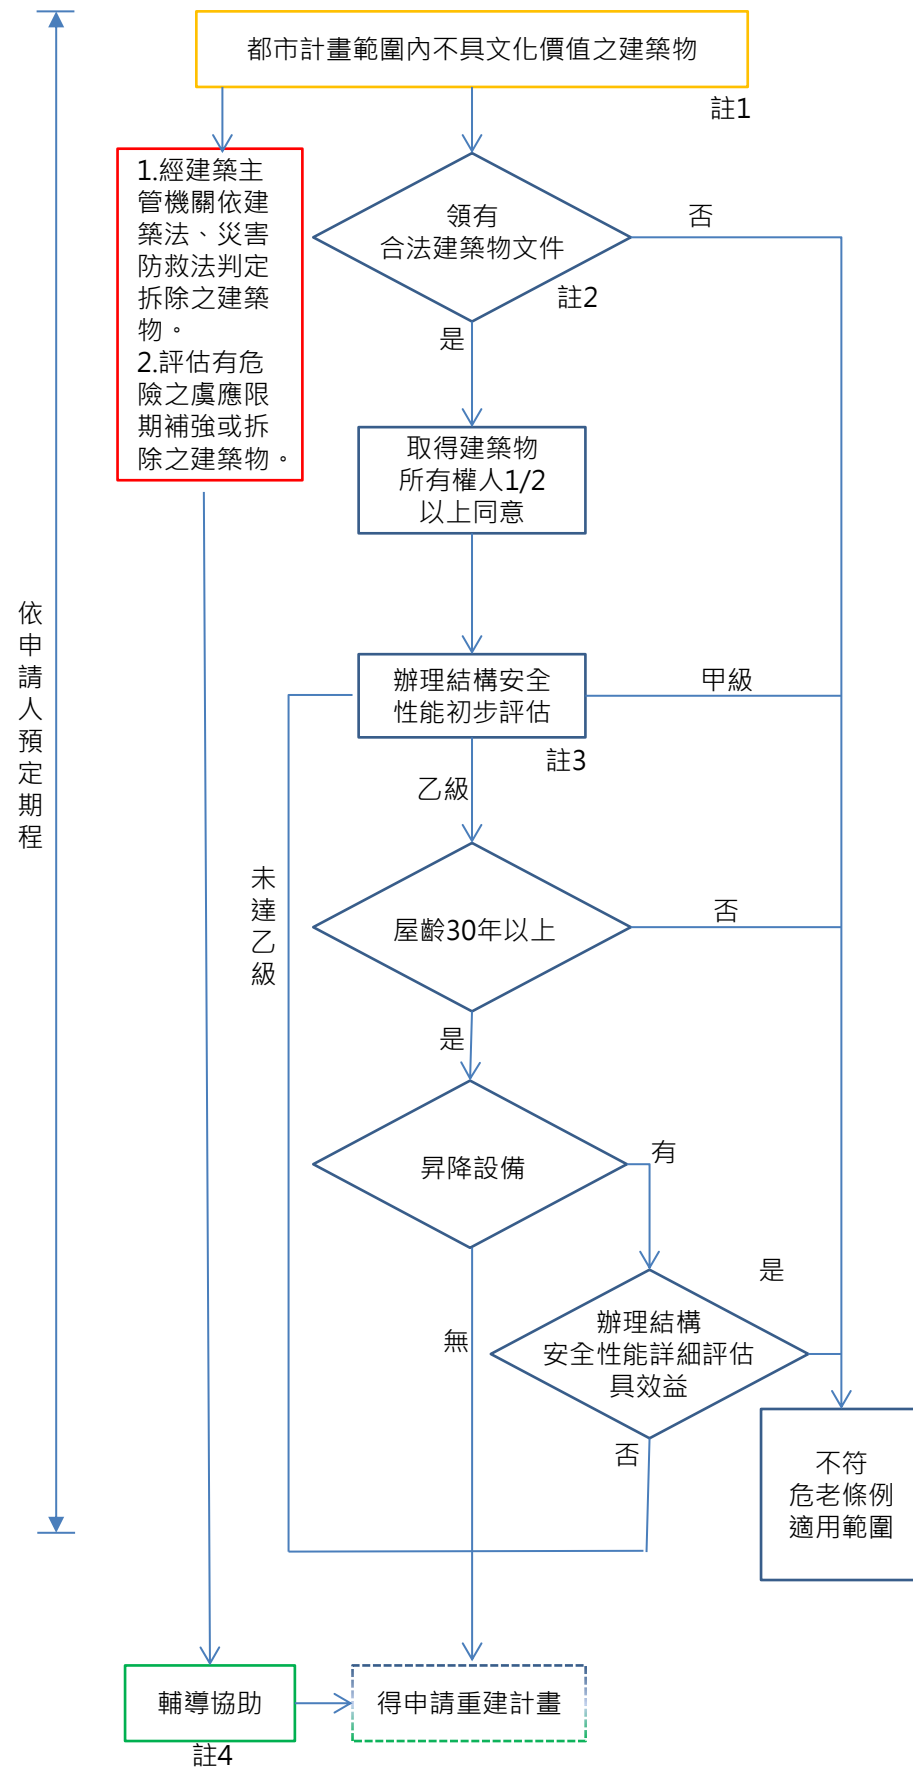 都市計畫範圍內不具文化價值之建築物
註1
1.經建築主
管機關依建
築法、災害
防救法判定
拆除之建築
物。
2.評估有危
險之虞應限
期補強或拆
除之建築物。
領有
合法建築物文件
否
註2
是
取得建築物
所有權人1/2
以上同意
依申請人預定期程
辦理結構安全
性能初步評估
甲級
註3
乙級
未達乙級
屋齡30年以上
否
是
昇降設備
有
無
辦理結構
安全性能詳細評估
具效益
是
否
不符
危老條例
適用範圍
輔導協助
註4
得申請重建計畫